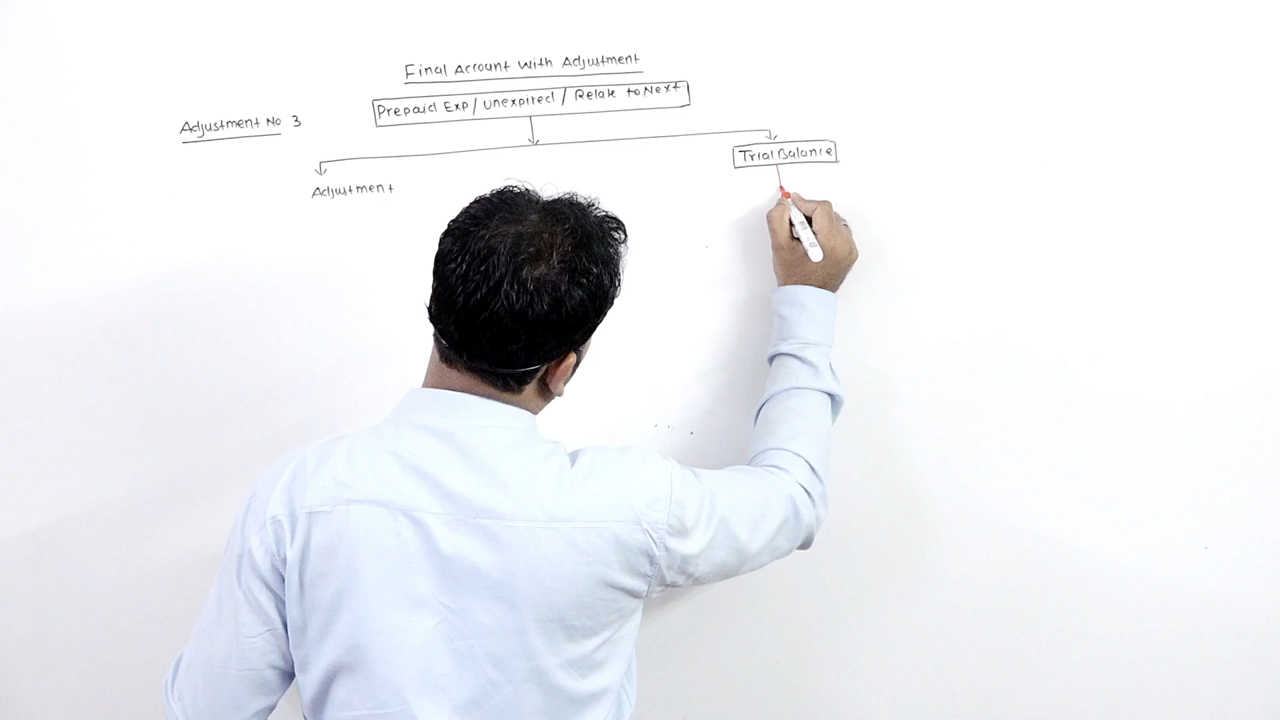 Final Account With Adjustment
Prepaid Exp / Unexpired / Relate to Next
Adjustment No 3
Trial Balance
Adjustment